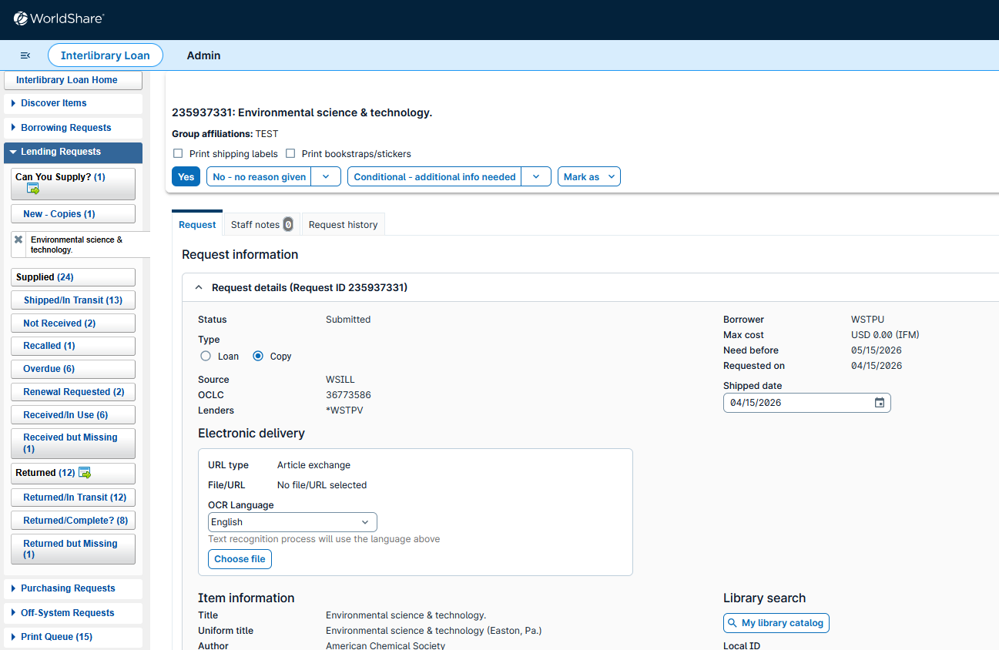 WorldShare®
Interlibrary Loan Admin
Interlibrary Loan Home
Discover Items
Borrowing Requests
Lending Requests
Can You Supply? (1)
New - Copies (1)
Environmental science &
technology.
Supplied (24)
Shipped/In Transit (13)
Not Received (2)
Recalled (1)
Overdue (6)
Renewal Requested (2)
Received/In Use (6)
Received but Missing
(1)
Returned (12)
Returned/In Transit (12)
Returned/Complete? (8)
Returned but Missing
(1)
Purchasing Requests
Off-System Requests
Print Queue (15)
235937331: Environmental science & technology.
Group affiliations: TEST
Print shipping labels Print bookstraps/stickers
Yes No - no reason given Conditional - additional info needed Mark as
Request Staff notes 0 Request history
Request information
Request details (Request ID 235937331)
Status Submitted
Type
Loan Copy
Source WSILL
OCLC 36773586
Lenders *WSTPV
Borrower WSTPU
Max cost USD 0.00 (IFM)
Need before 05/15/2026
Requested on 04/15/2026
Shipped date
04/15/2026
Electronic delivery
URL type Article exchange
File/URL No file/URL selected
OCR Language
English
Text recognition process will use the language above
Choose file
Item information
Title Environmental science & technology.
Uniform title Environmental science & technology (Easton, Pa.)
Author American Chemical Society
Library search
My library catalog
Local ID